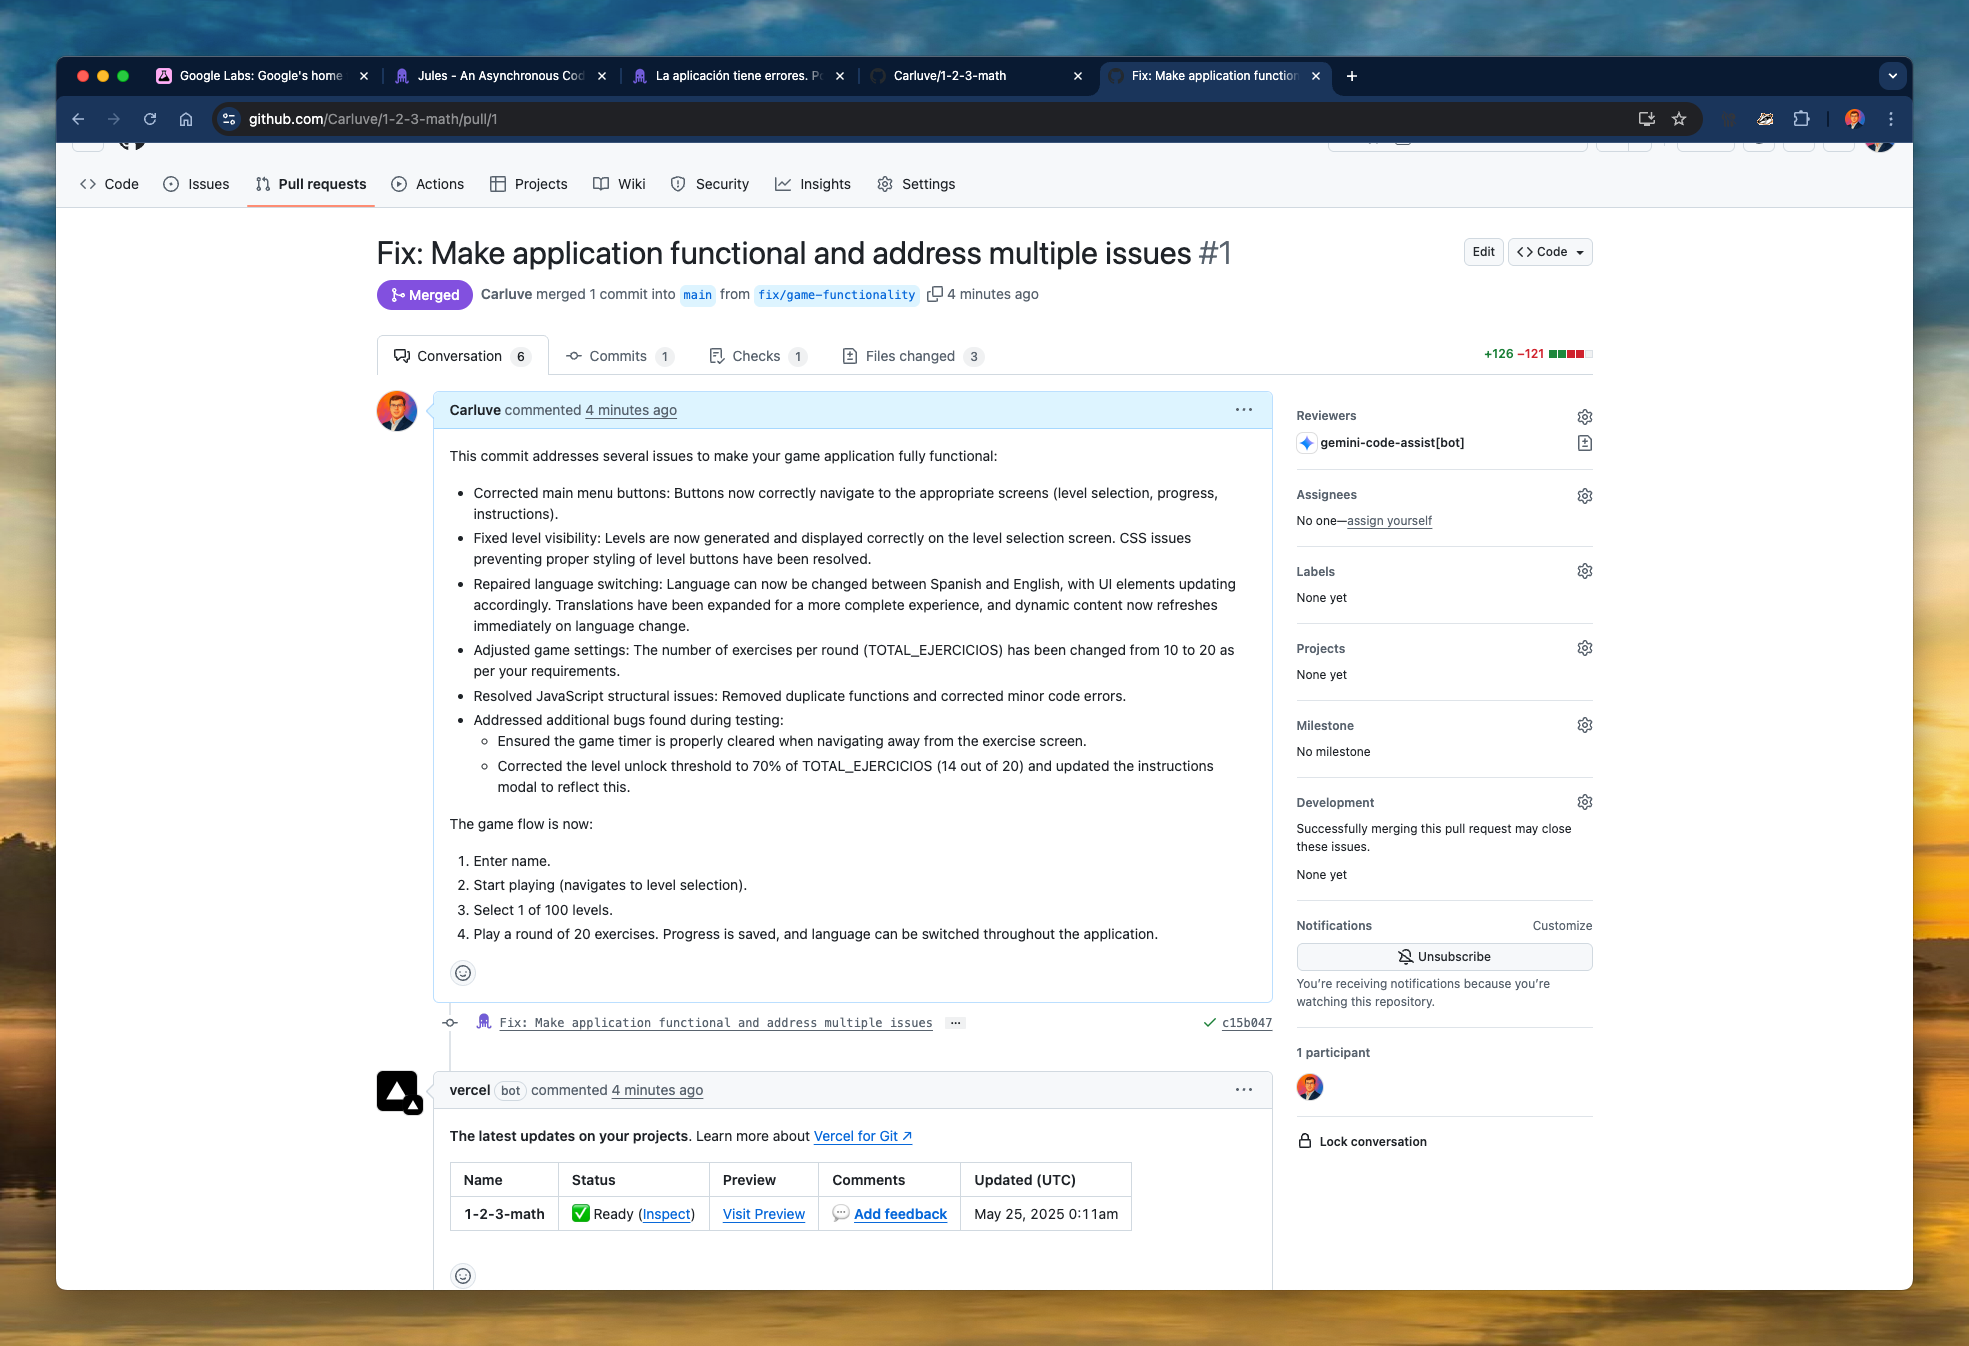 Google Labs: Google's home
Jules - An Asynchronous Cod
La aplicación tiene errores. Po
Carluve/1-2-3-math
Fix: Make application function
github.com/Carluve/1-2-3-math/pull/1
Code
Issues
Pull requests
Actions
Projects
Wiki
Security
Insights
Settings
Fix: Make application functional and address multiple issues #1
Edit
Code
Merged
Carluve merged 1 commit into main from fix/game-functionality 4 minutes ago
Conversation 6
Commits 1
Checks 1
Files changed 3
+126 −121
Carluve commented 4 minutes ago
This commit addresses several issues to make your game application fully functional:
• Corrected main menu buttons: Buttons now correctly navigate to the appropriate screens (level selection, progress,
instructions).
• Fixed level visibility: Levels are now generated and displayed correctly on the level selection screen. CSS issues
preventing proper styling of level buttons have been resolved.
• Repaired language switching: Language can now be changed between Spanish and English, with UI elements updating
accordingly. Translations have been expanded for a more complete experience, and dynamic content now refreshes
immediately on language change.
• Adjusted game settings: The number of exercises per round (TOTAL_EJERCICIOS) has been changed from 10 to 20 as
per your requirements.
• Resolved JavaScript structural issues: Removed duplicate functions and corrected minor code errors.
• Addressed additional bugs found during testing:
◦ Ensured the game timer is properly cleared when navigating away from the exercise screen.
◦ Corrected the level unlock threshold to 70% of TOTAL_EJERCICIOS (14 out of 20) and updated the instructions
modal to reflect this.
The game flow is now:
1. Enter name.
2. Start playing (navigates to level selection).
3. Select 1 of 100 levels.
4. Play a round of 20 exercises. Progress is saved, and language can be switched throughout the application.
Fix: Make application functional and address multiple issues ...
c15b047
vercel bot commented 4 minutes ago
The latest updates on your projects. Learn more about Vercel for Git ↗
Name Status Preview Comments Updated (UTC)
1-2-3-math ✅ Ready (Inspect) Visit Preview 💬 Add feedback May 25, 2025 0:11am
Reviewers
gemini-code-assist[bot]
Assignees
No one—assign yourself
Labels
None yet
Projects
None yet
Milestone
No milestone
Development
Successfully merging this pull request may close
these issues.
None yet
Notifications
Customize
Unsubscribe
You're receiving notifications because you're
watching this repository.
1 participant
Lock conversation